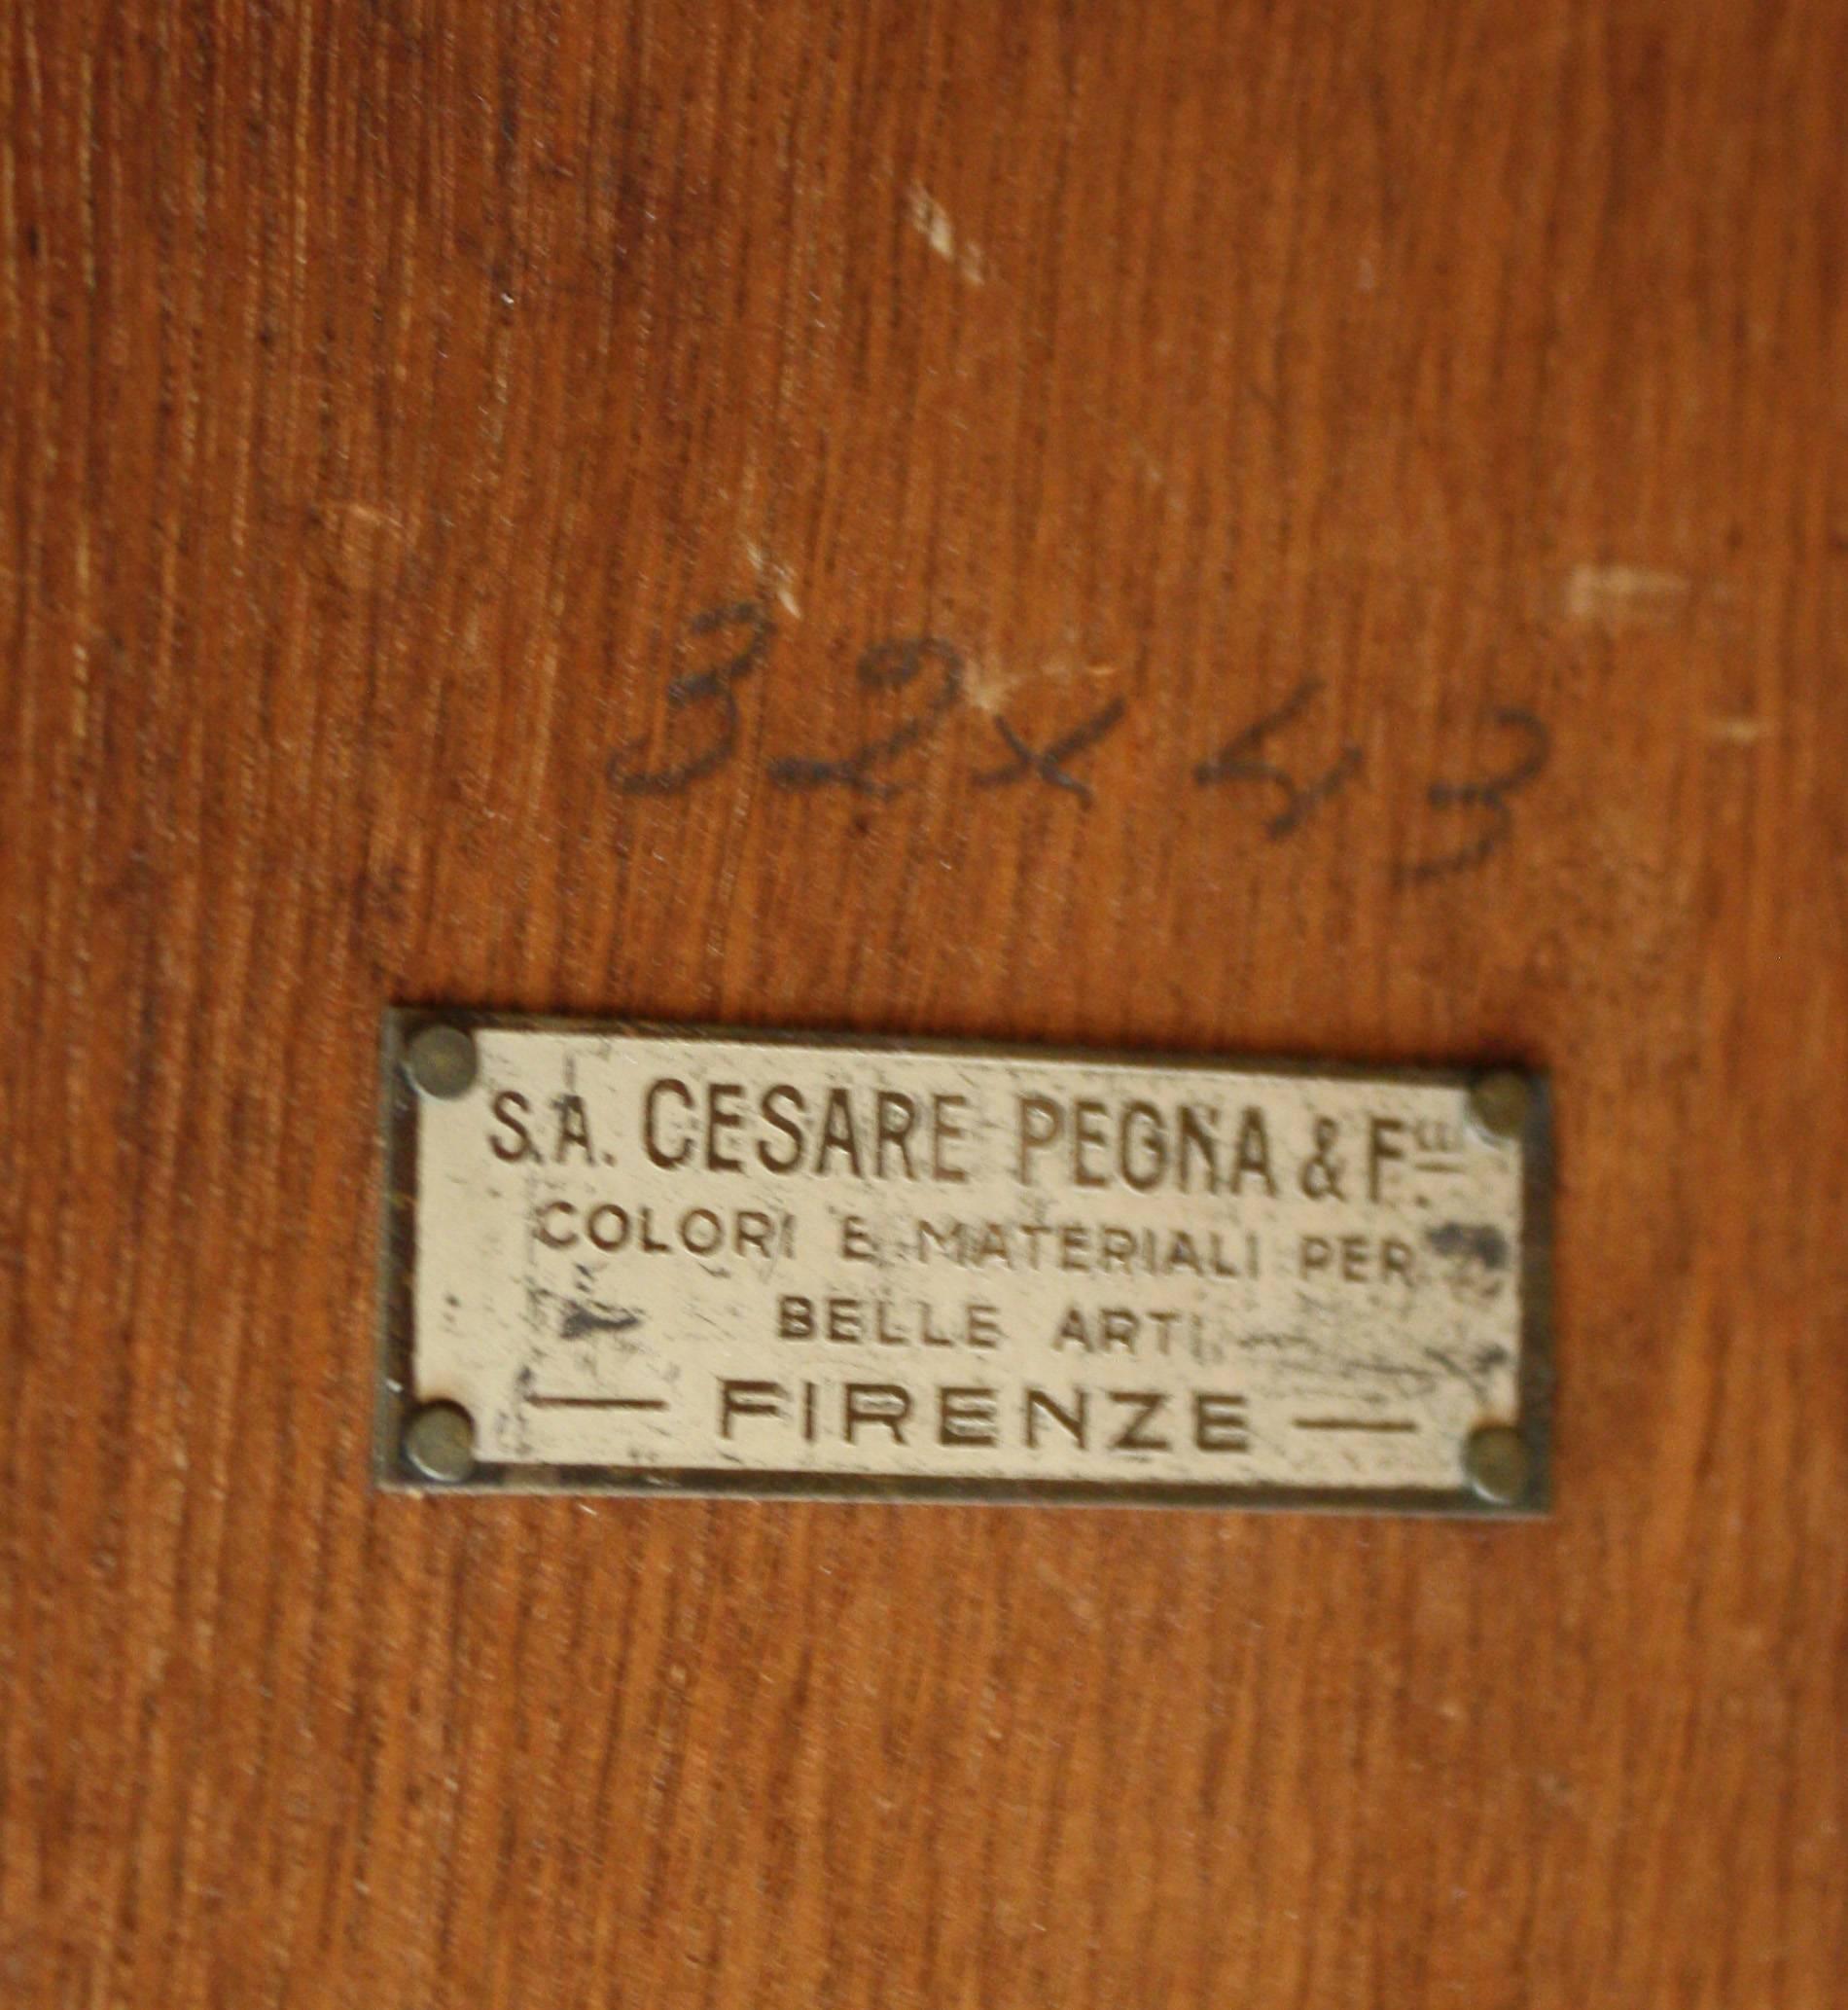 32x43
S.A. CESARE PEGNA & F.LLI
COLORI E MATERIALI PER
BELLE ARTI
— FIRENZE —